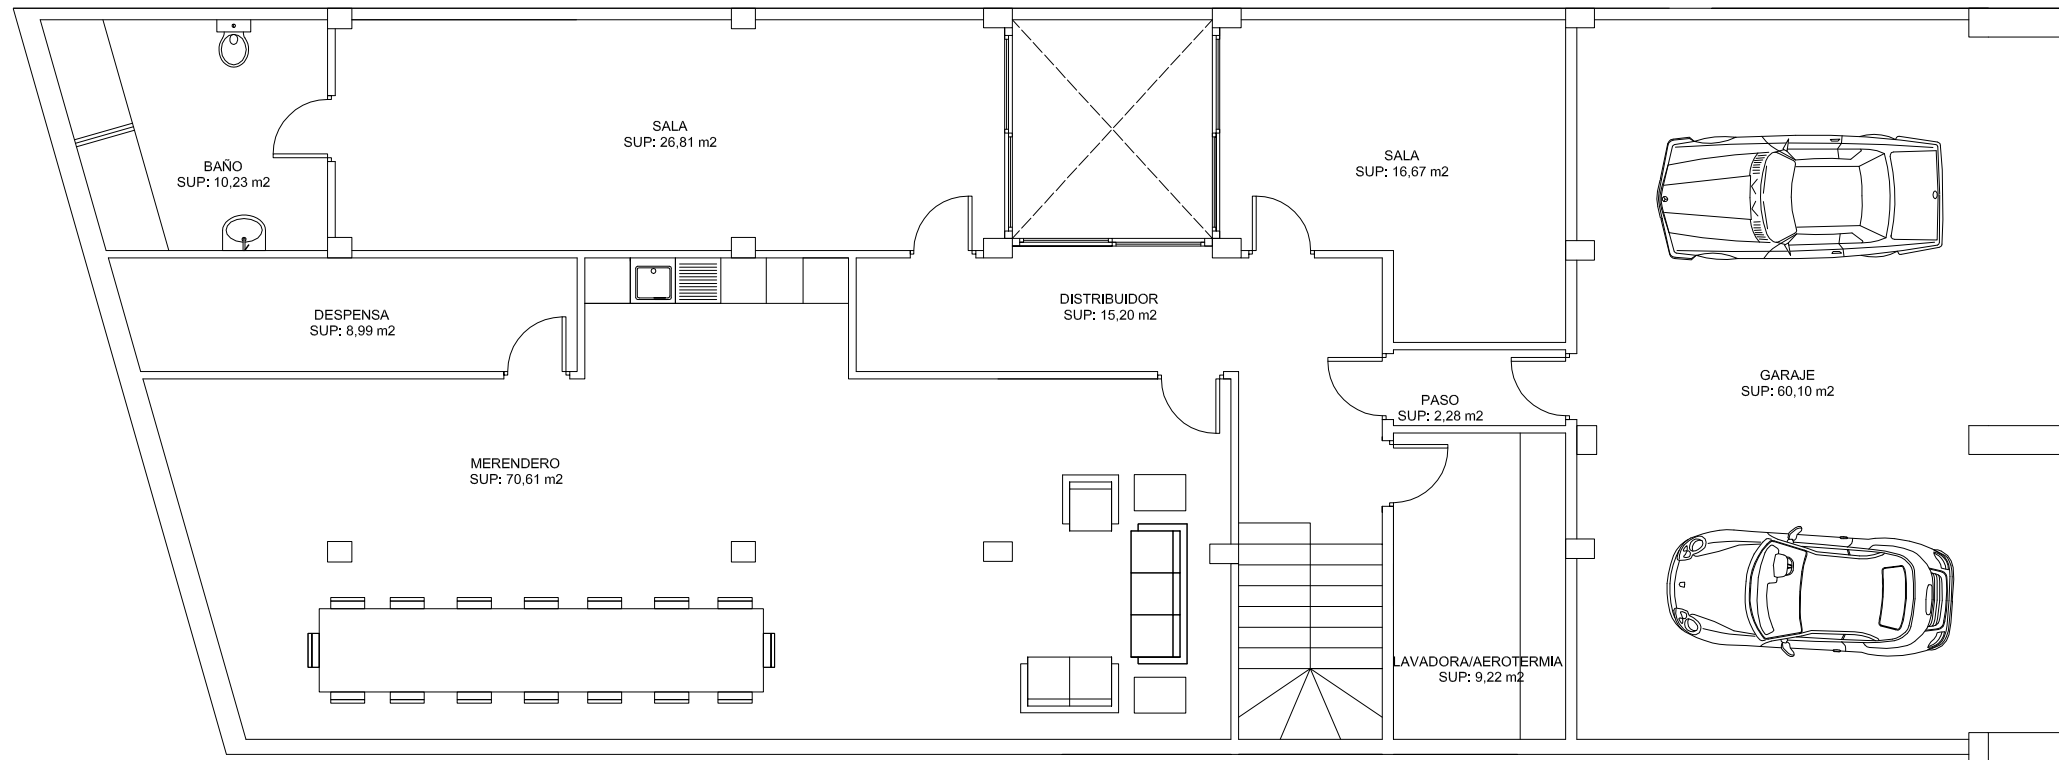 SALA
SUP: 26,81 m2
SALA
SUP: 16,67 m2
BAÑO
SUP: 10,23 m2
DISTRIBUIDOR
SUP: 15,20 m2
DESPENSA
SUP: 8,99 m2
GARAJE
SUP: 60,10 m2
PASO
SUP: 2,28 m2
MERENDERO
SUP: 70,61 m2
LAVADORA/AEROTERMIA
SUP: 9,22 m2